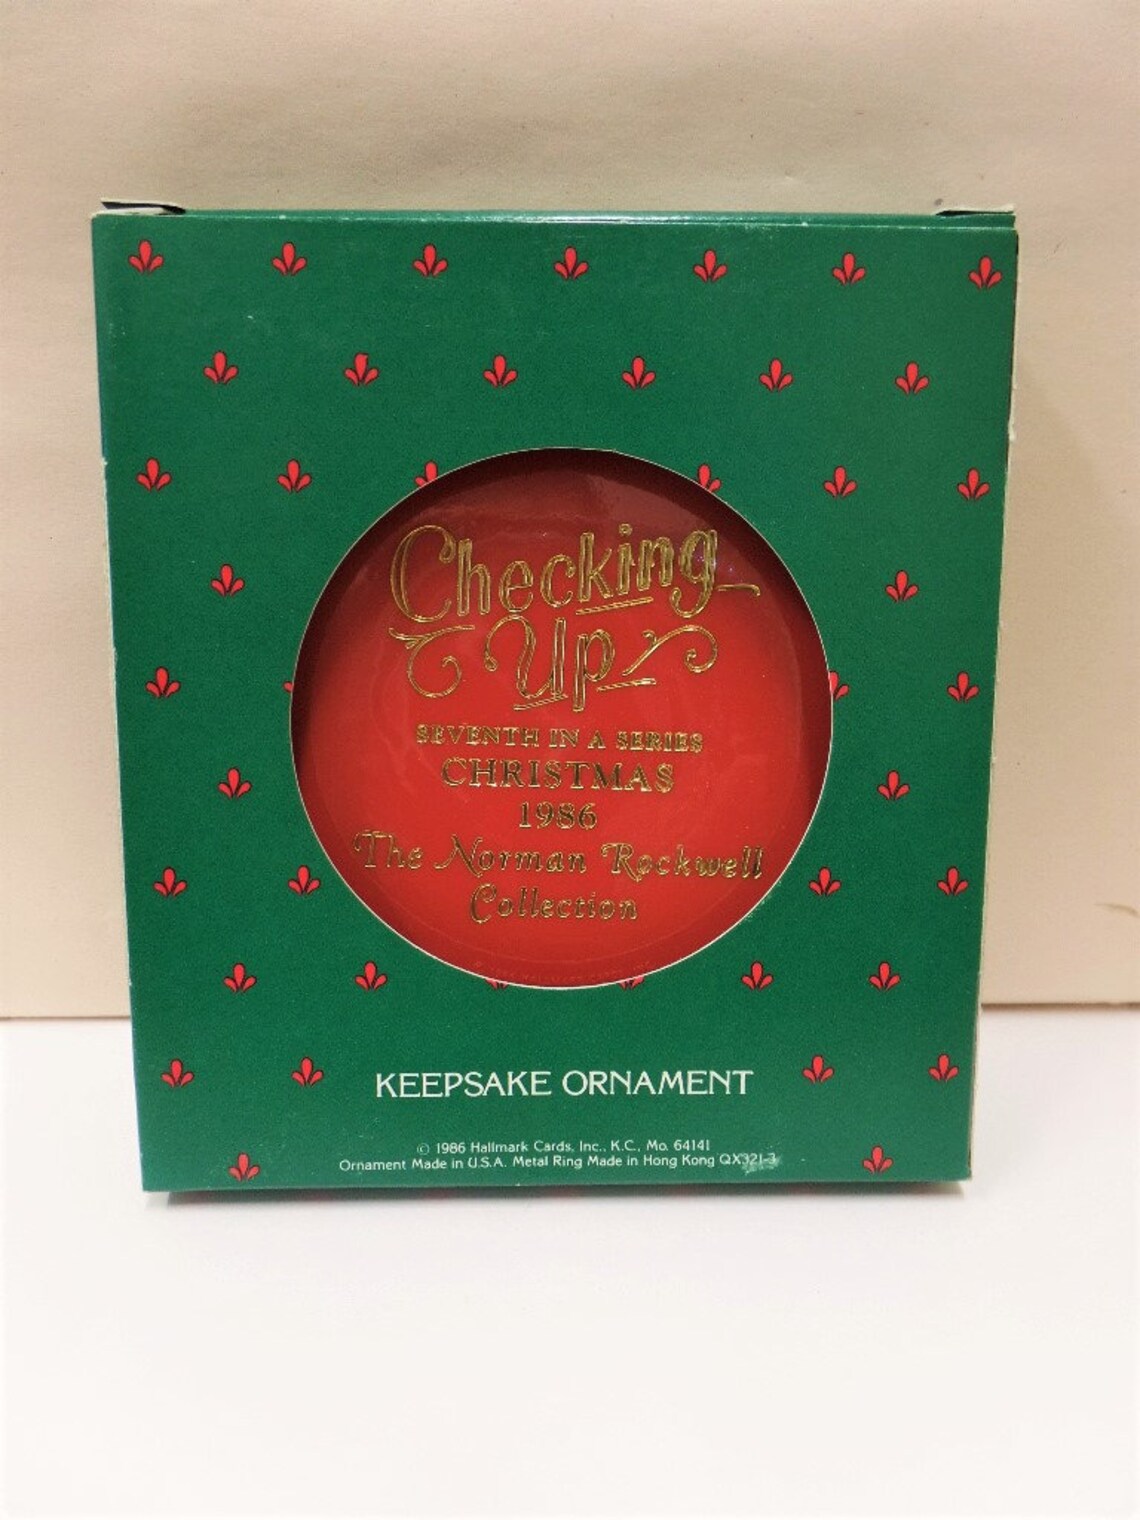 Checking
Up
SEVENTH IN A SERIES
CHRISTMAS
1986
The Norman Rockwell
Collection
KEEPSAKE ORNAMENT
© 1986 Hallmark Cards, Inc., K.C., Mo. 64141
Ornament Made in U.S.A. Metal Ring Made in Hong Kong QX321-3